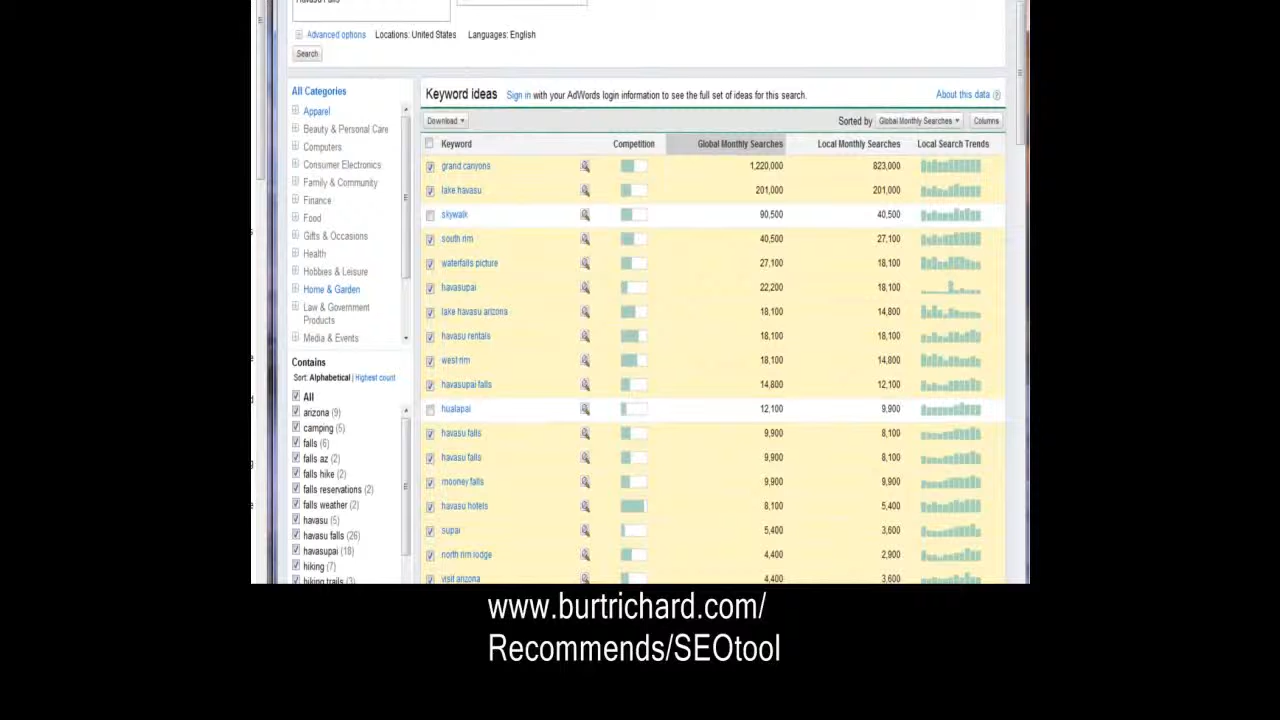 Havasu Falls
Advanced options Locations: United States Languages: English
Search
All Categories
Apparel
Beauty & Personal Care
Computers
Consumer Electronics
Family & Community
Finance
Food
Gifts & Occasions
Health
Hobbies & Leisure
Home & Garden
Law & Government
Products
Media & Events
Contains
Sort: Alphabetical | Highest count
All
arizona (9)
camping (5)
falls (6)
falls az (2)
falls hike (2)
falls reservations (2)
falls weather (2)
havasu (5)
havasu falls (26)
havasupai (18)
hiking (7)
hiking trails (3)
Keyword ideas Sign in with your AdWords login information to see the full set of ideas for this search. About this data
Download Sorted by Global Monthly Searches Columns
Keyword Competition Global Monthly Searches Local Monthly Searches Local Search Trends
grand canyons 1,220,000 823,000
lake havasu 201,000 201,000
skywalk 90,500 40,500
south rim 40,500 27,100
waterfalls picture 27,100 18,100
havasupai 22,200 18,100
lake havasu arizona 18,100 14,800
havasu rentals 18,100 18,100
west rim 18,100 14,800
havasupai falls 14,800 12,100
hualapai 12,100 9,900
havasu falls 9,900 8,100
havasu falls 9,900 8,100
mooney falls 9,900 9,900
havasu hotels 8,100 5,400
supai 5,400 3,600
north rim lodge 4,400 2,900
visit arizona 4,400 3,600
www.burtrichard.com/
Recommends/SEOtool